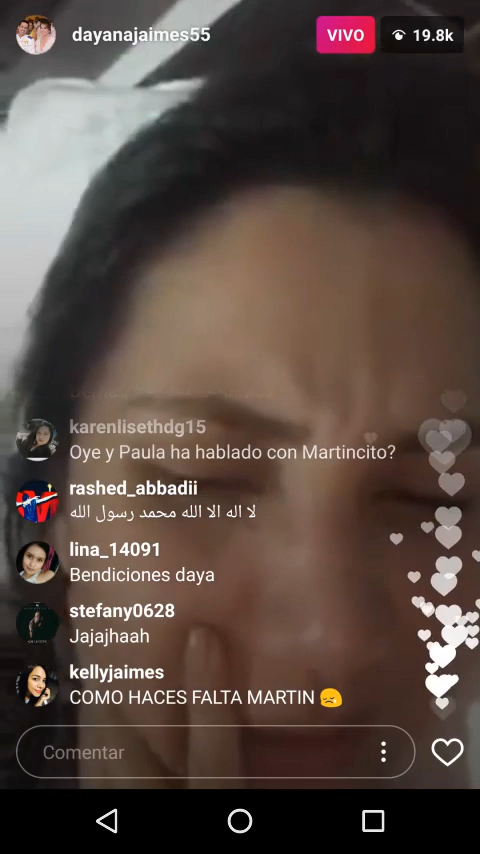 dayanajaimes55
VIVO
19.8k
karenlisethdg15
Oye y Paula ha hablado con Martincito?
rashed_abbadii
لا اله الا الله محمد رسول الله
lina_14091
Bendiciones daya
stefany0628
Jajajhaah
kellyjaimes
COMO HACES FALTA MARTIN 😔
Comentar